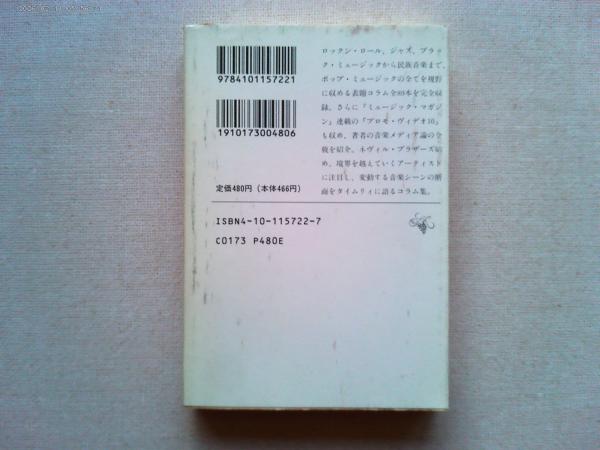 9784101157221
1910173004806
定価480円(本体466円)
ISBN4-10-115722-7
C0173 P480E
ロックン・ロール、ジャズ、ブラッ
ク・ミュージックから民族音楽まで、
ポップ・ミュージックの全てを視野
に収める表題コラム全80本を完全収
録。さらに『ミュージック・マガジ
ン』連載の「プロモ・ヴィデオ10」
も収め、著者の音楽メディア論の全
貌を紹介。ネヴィル・ブラザーズ始
め、境界を越えていくアーティスト
に注目し、変動する音楽シーンの断
面をタイムリィに語るコラム集。